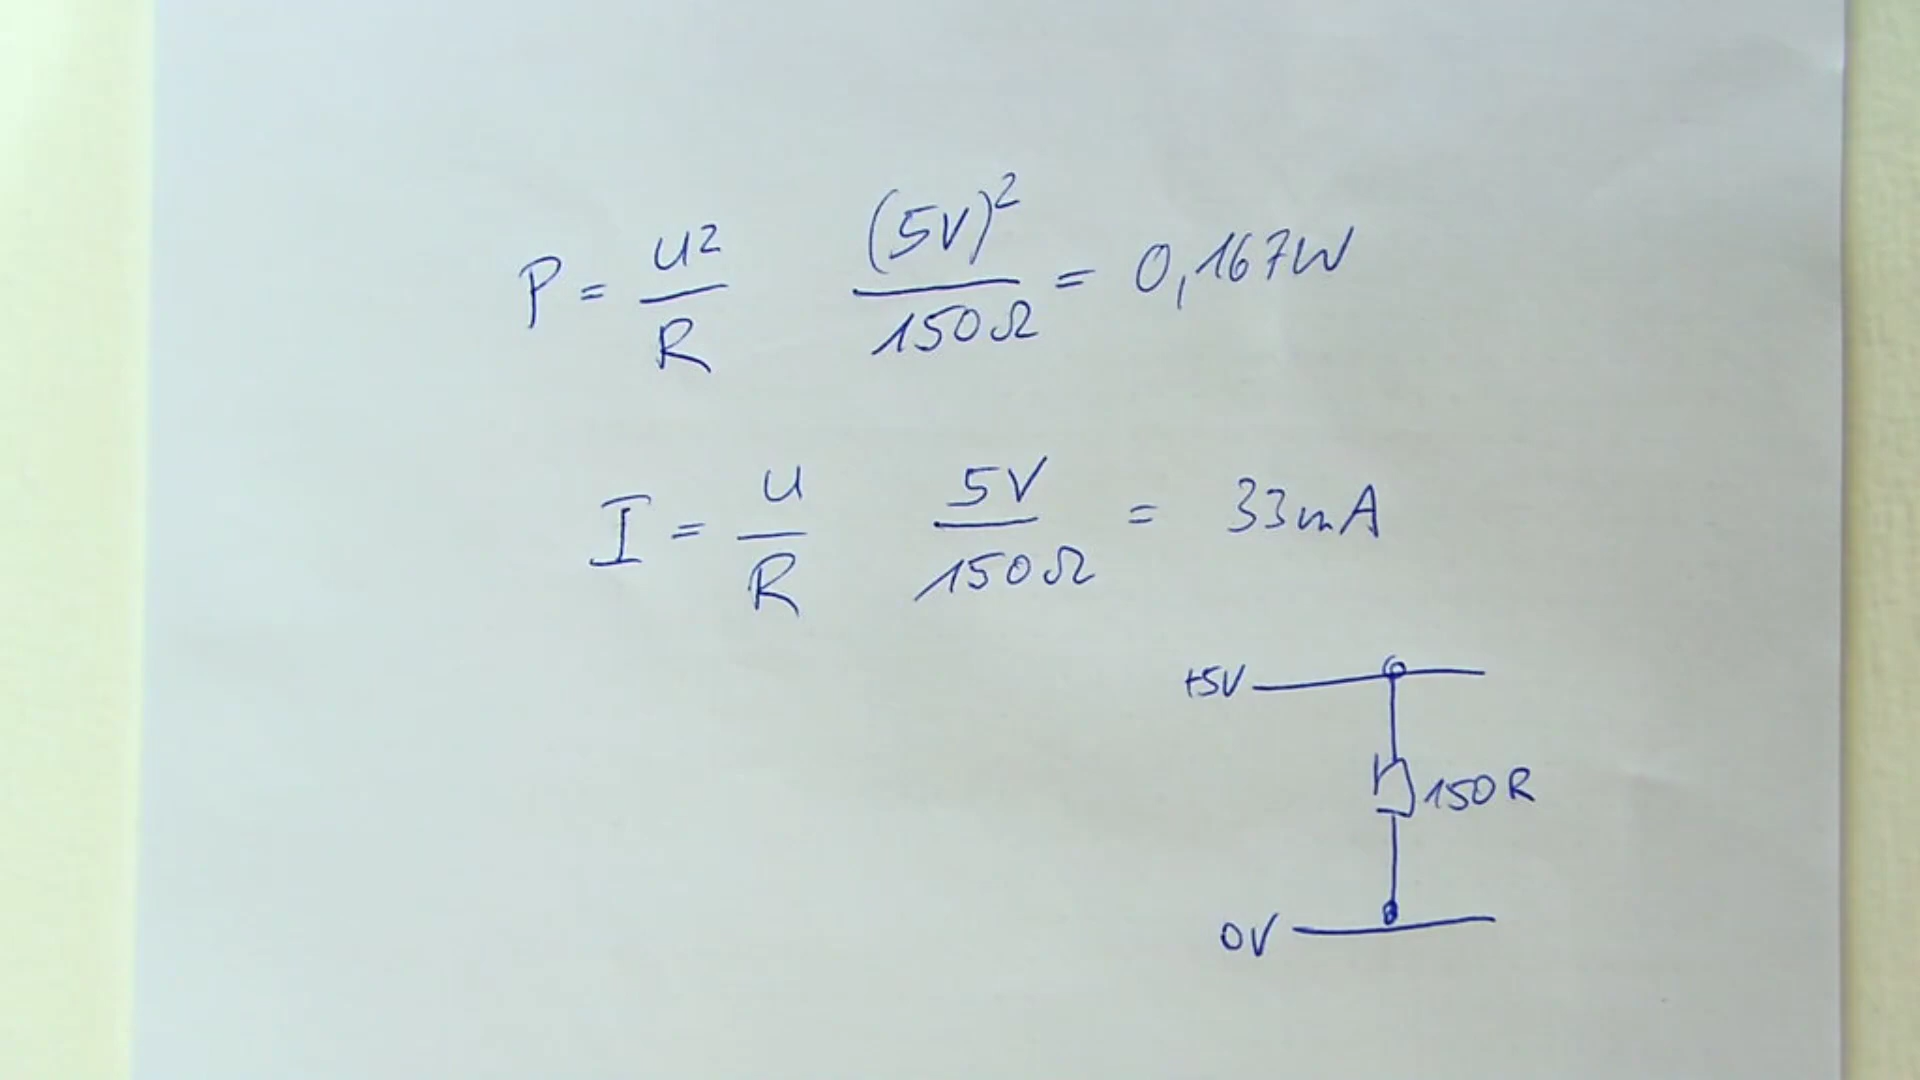 P = U²/R (5V)²/150Ω = 0,167W
I = U/R 5V/150Ω = 33mA
+5V
150R
0V